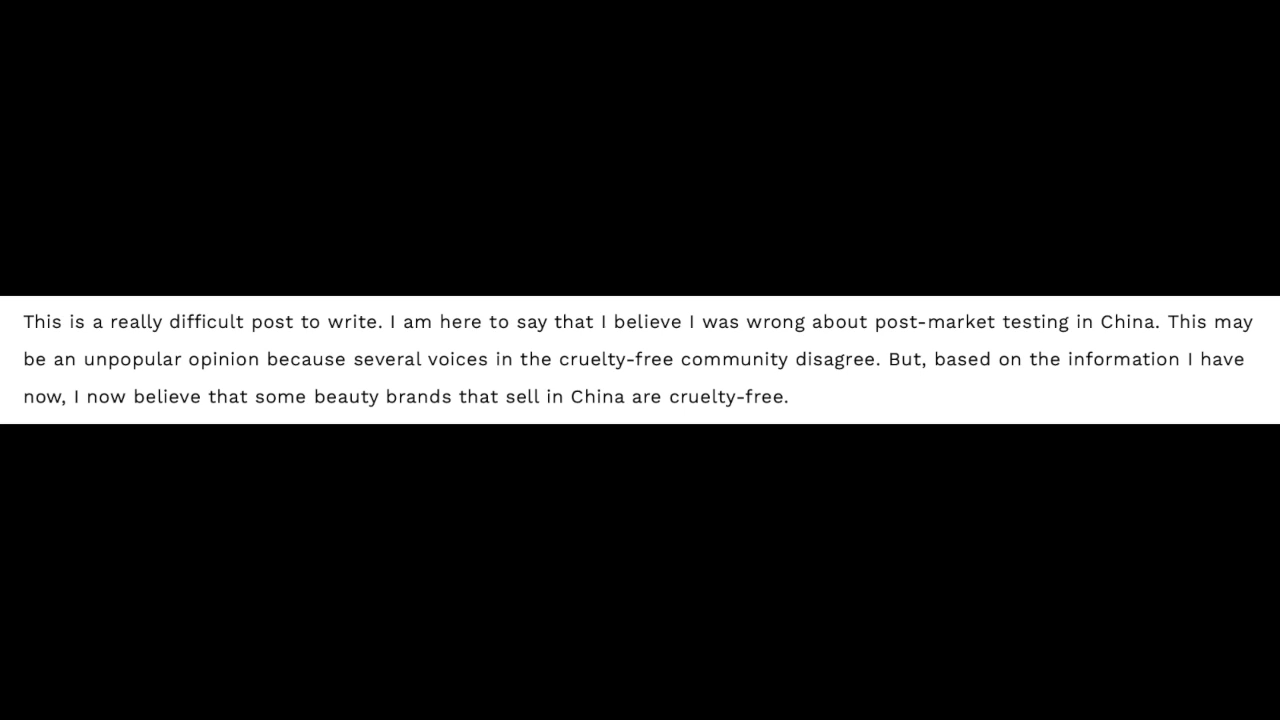 This is a really difficult post to write. I am here to say that I believe I was wrong about post-market testing in China. This may
be an unpopular opinion because several voices in the cruelty-free community disagree. But, based on the information I have
now, I now believe that some beauty brands that sell in China are cruelty-free.